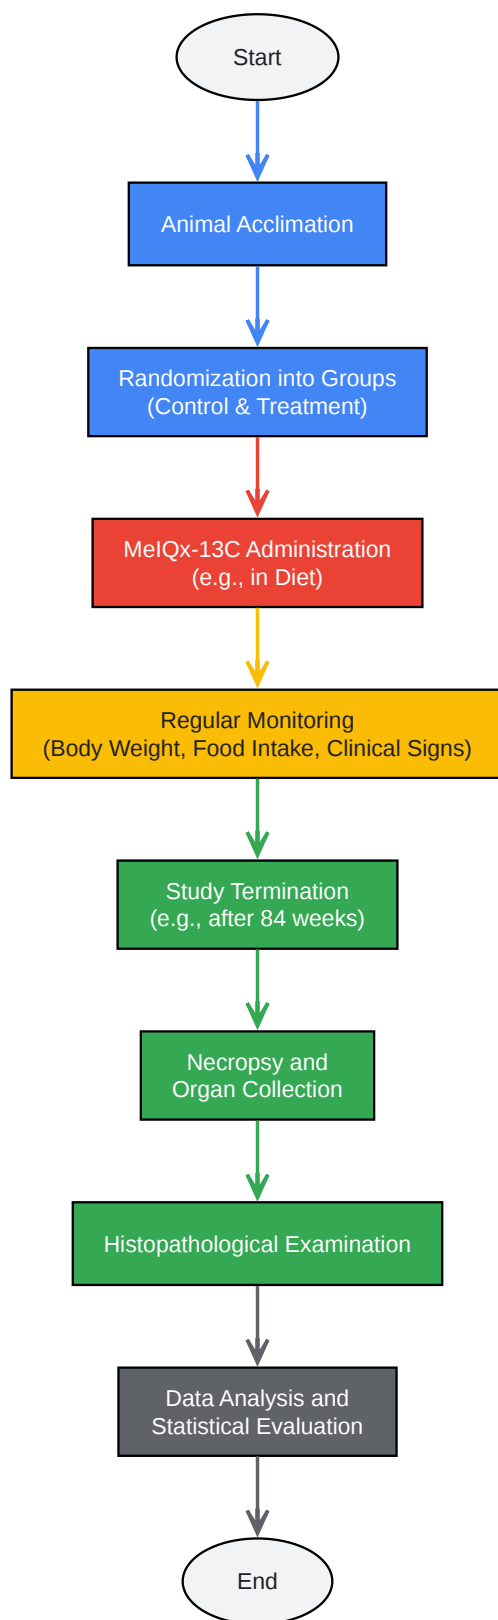 Start
Animal Acclimation
Randomization into Groups
(Control & Treatment)
MeIQx-13C Administration
(e.g., in Diet)
Regular Monitoring
(Body Weight, Food Intake, Clinical Signs)
Study Termination
(e.g., after 84 weeks)
Necropsy and
Organ Collection
Histopathological Examination
Data Analysis and
Statistical Evaluation
End